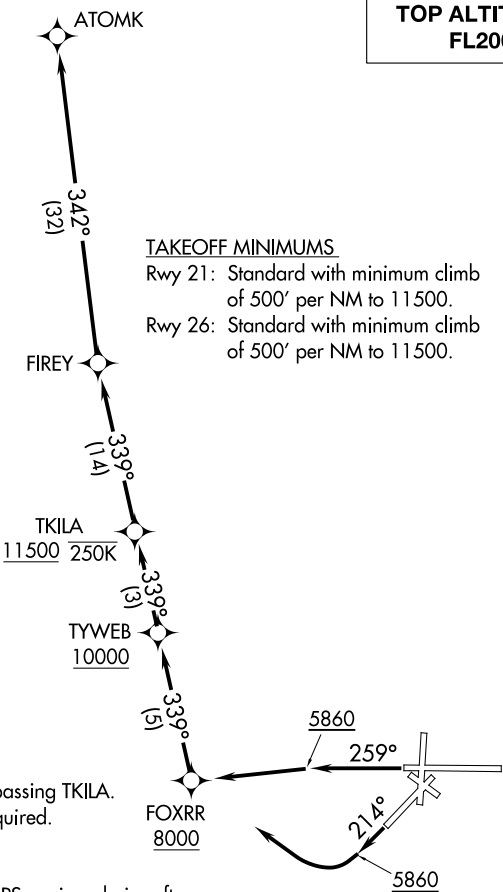 TOP ALTIT
FL20
ATOMK
342°
(32)
TAKEOFF MINIMUMS
Rwy 21: Standard with minimum climb
of 500' per NM to 11500.
Rwy 26: Standard with minimum climb
of 500' per NM to 11500.
FIREY
339°
(14)
TKILA
11500 250K
339°
(3)
TYWEB
10000
339°
(5)
5860
259°
passing TKILA.
quired.
FOXRR
8000
214°
5860